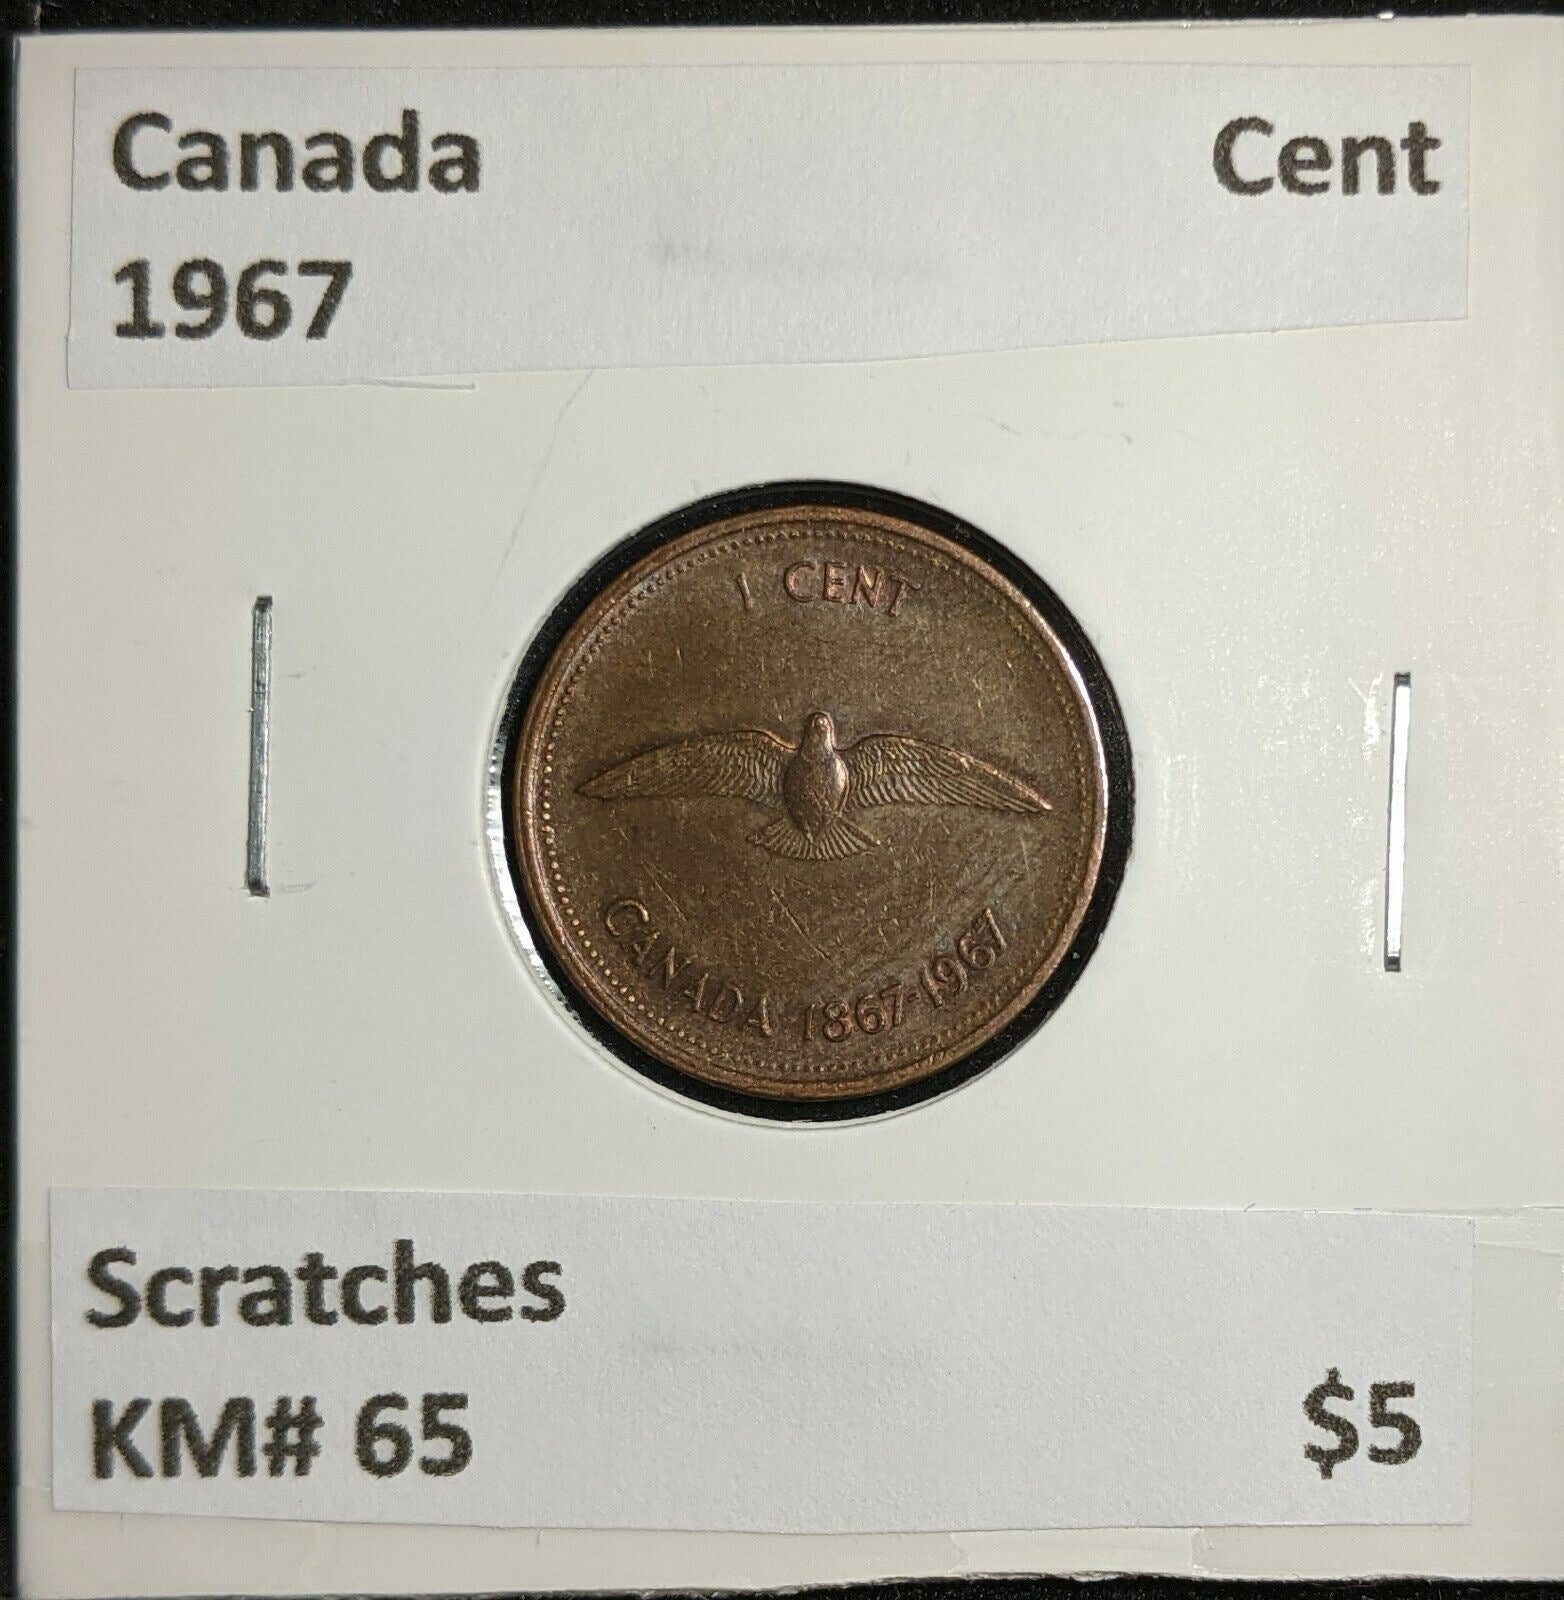 Canada Cent
1967
1 CENT
CANADA 1867-1967
Scratches
KM# 65 $5